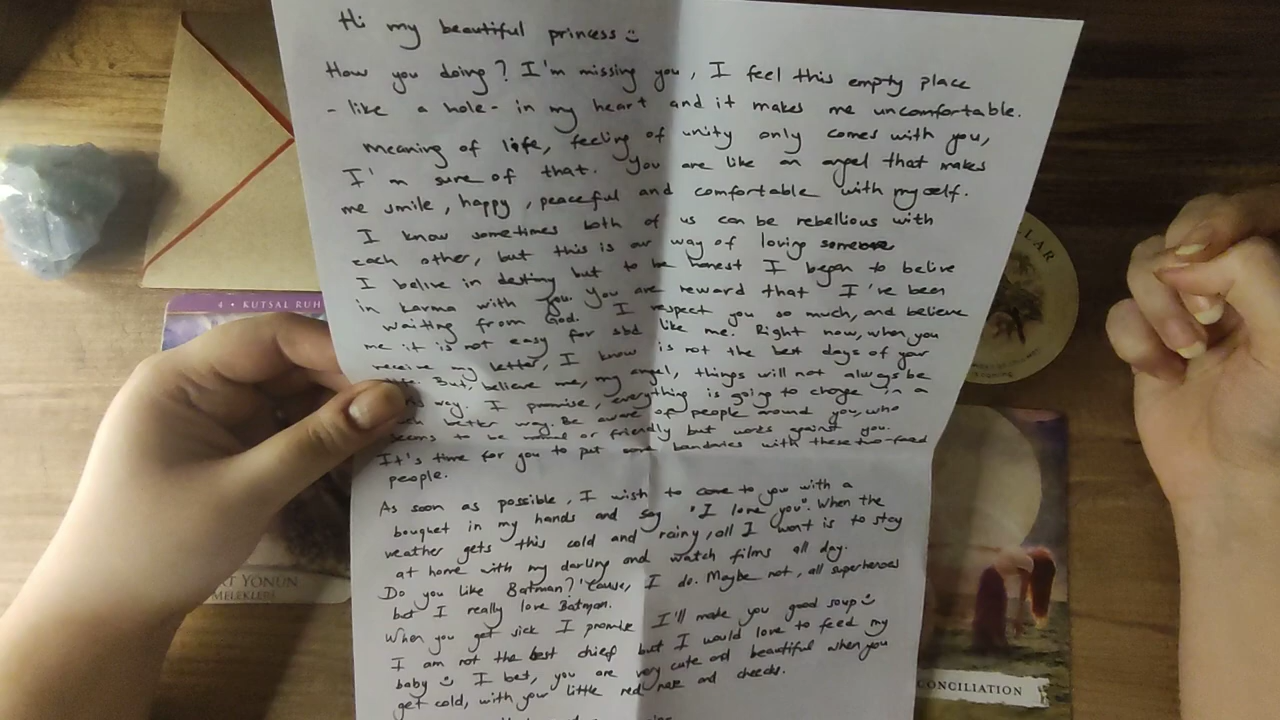 Hi my beautiful princess
How you doing? I'm missing you, I feel this empty place
- like a hole - in my heart and it makes me uncomfortable.
meaning of life, feeling of unity only comes with you,
I'm sure of that. You are like an angel that makes
me smile, happy, peaceful and comfortable with myself.
I know sometimes both of us can be rebellious with
each other, but this is our way of loving someone
I belive in destiny but to be honest I began to belive
in karma with you. You are reward that I've been
waiting from God. I respect you so much, and believe
me it is not easy for sbd like me. Right now, when you
receive my letter, I know is not the best days of your
But, believe me, my angel, things will not always be
way. I promise, everything is going to change in a
better way. Be aware of people around you, who
seems to be normal or friendly but works against you.
It's time for you to put some bandaries with these two-faced
people.
As soon as possible, I wish to come to you with a
bouquet in my hands and say "I love you". When the
weather gets this cold and rainy, all I want is to stay
at home with my darling and watch films all day.
Do you like Batman? 'Cause, I do. Maybe not, all superheroes
but I really love Batman.
When you get sick I promise I'll make you good soup
I am not the best chief but I would love to feed my
baby I bet, you are very cute and beautiful when you
get cold, with your little red nose and cheeks.
4 • KUTSAL RUH
YONUN
MELEKLERİ
LAR
CONCILIATION